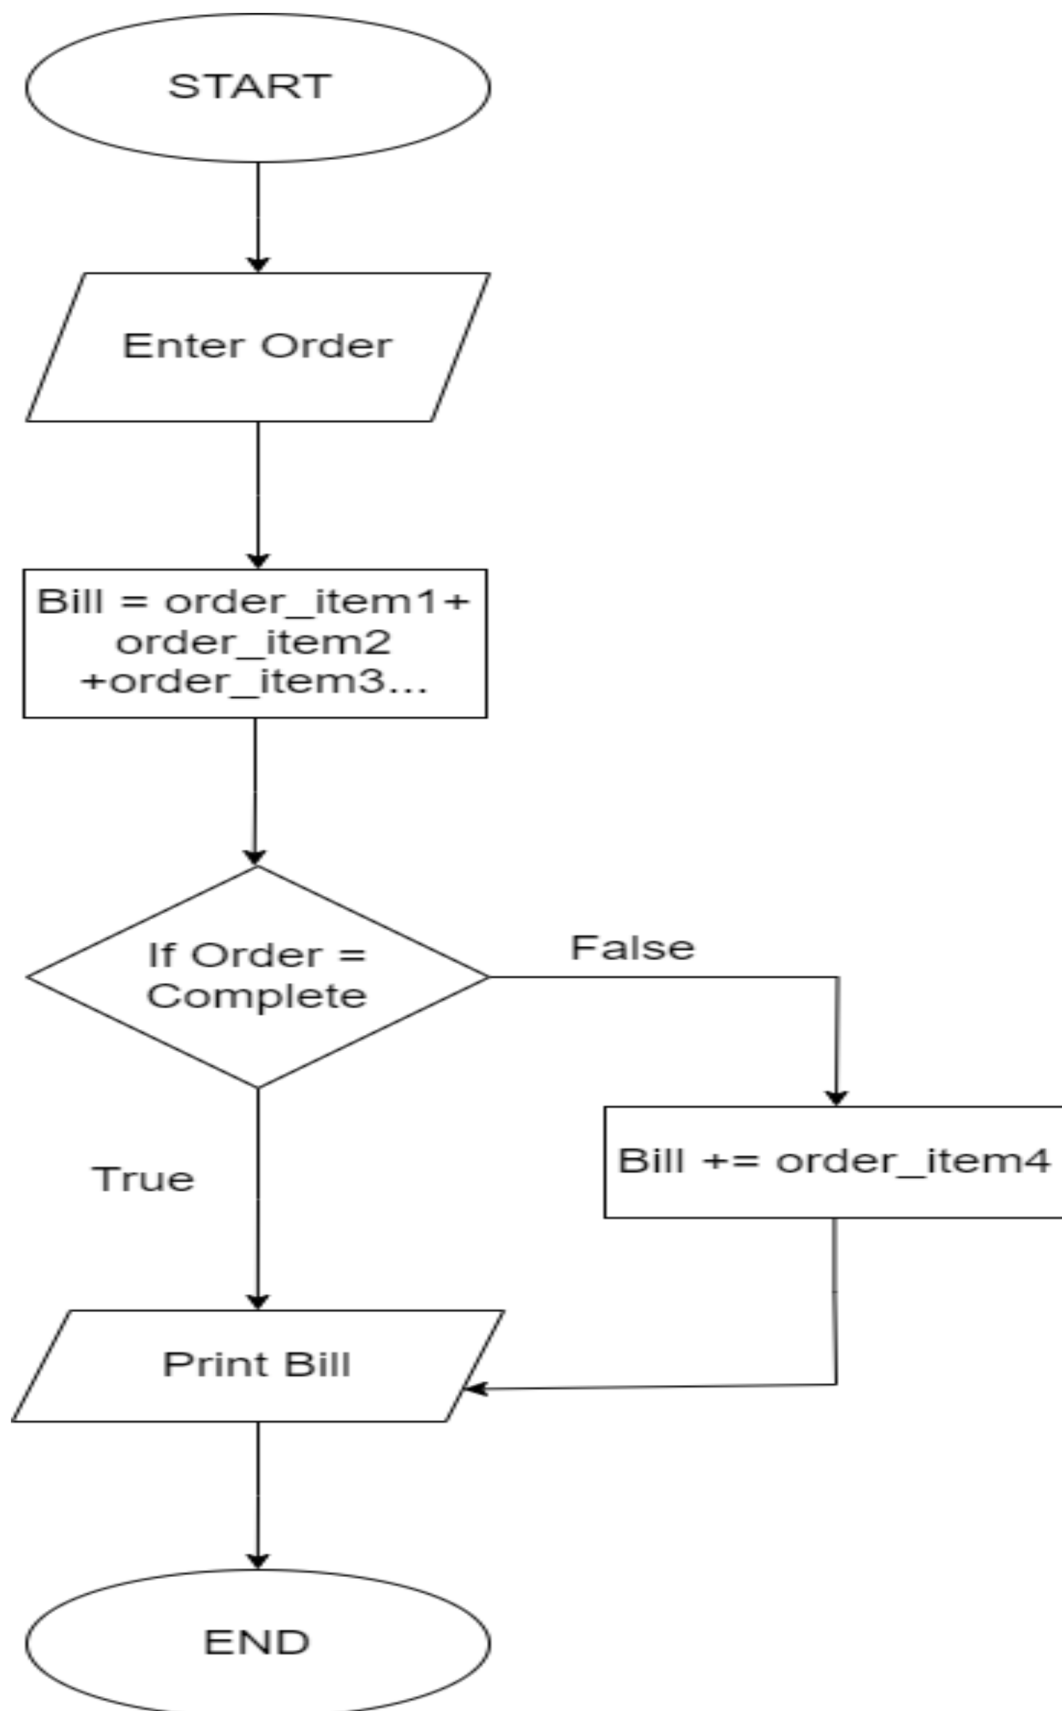 START
Enter Order
Bill = order_item1+
order_item2
+order_item3...
If Order =
Complete
False
Bill += order_item4
True
Print Bill
END